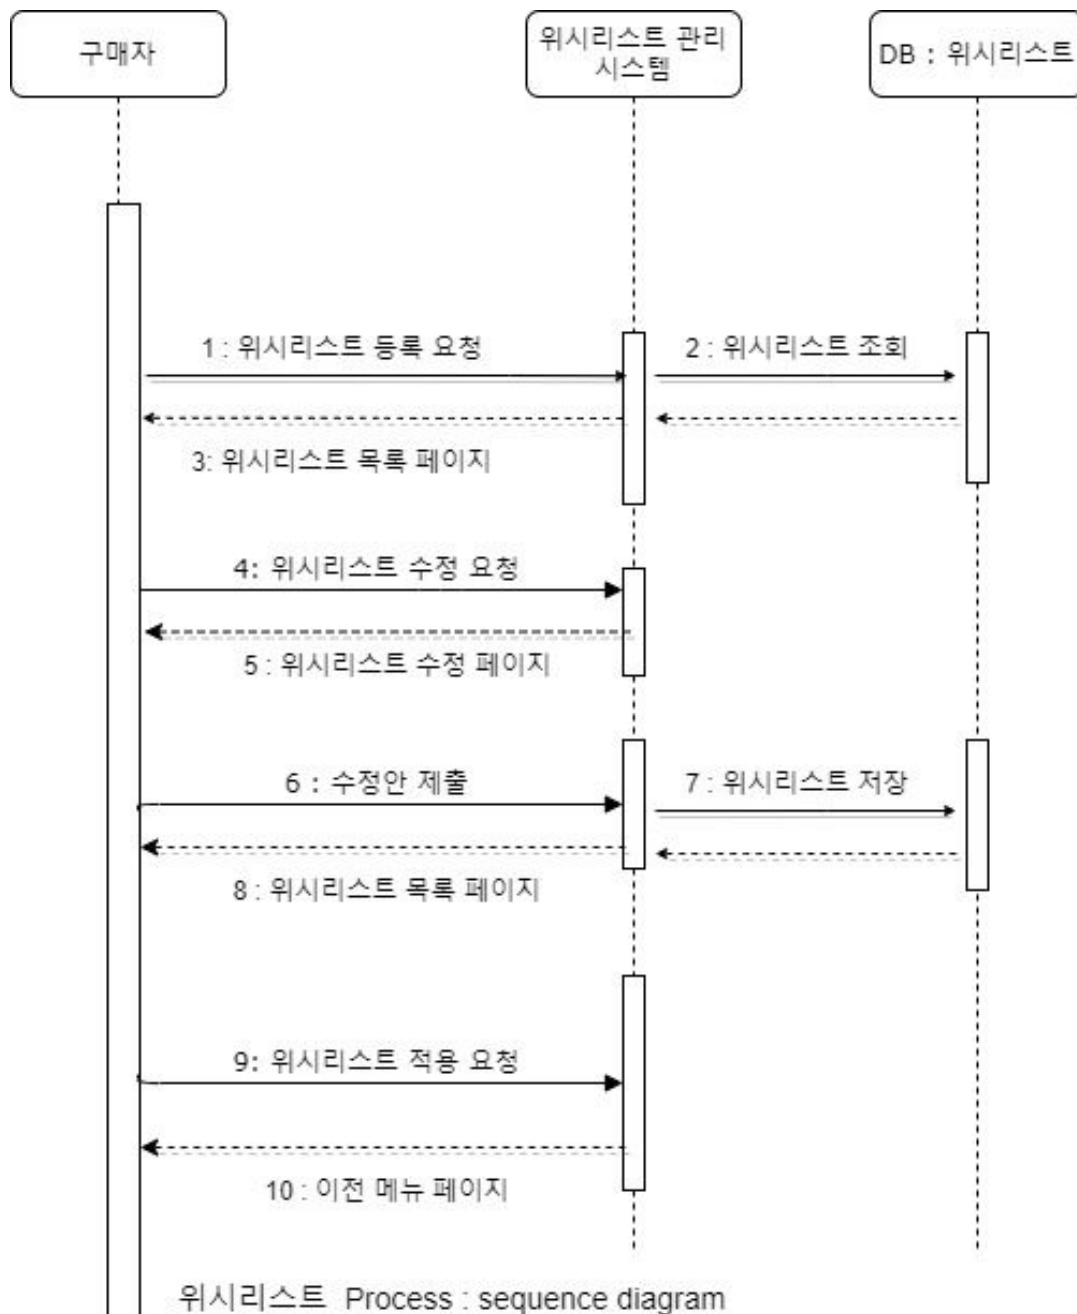 구매자
위시리스트 관리
시스템
DB : 위시리스트
1 : 위시리스트 등록 요청
2 : 위시리스트 조회
3: 위시리스트 목록 페이지
4: 위시리스트 수정 요청
5 : 위시리스트 수정 페이지
6 : 수정안 제출
7 : 위시리스트 저장
8 : 위시리스트 목록 페이지
9: 위시리스트 적용 요청
10 : 이전 메뉴 페이지
위시리스트 Process : sequence diagram